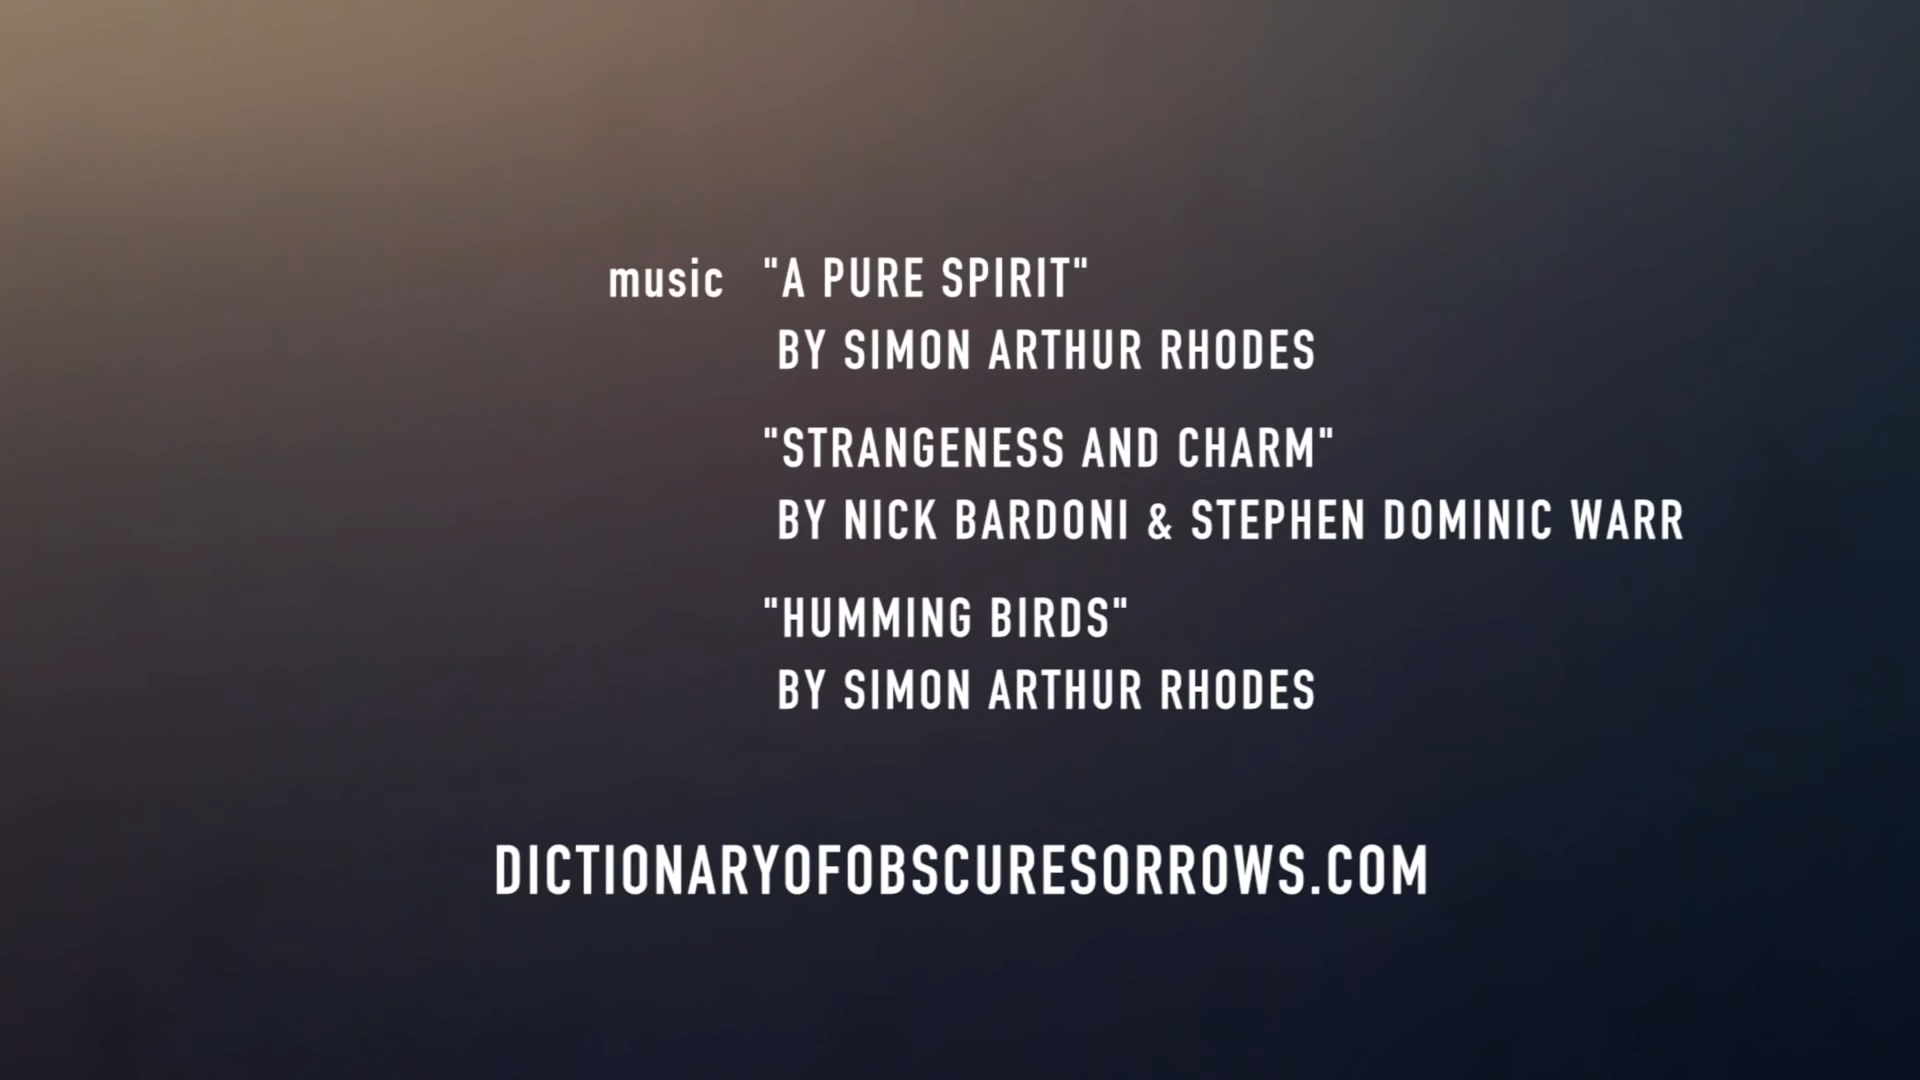 music "A PURE SPIRIT"
BY SIMON ARTHUR RHODES
"STRANGENESS AND CHARM"
BY NICK BARDONI & STEPHEN DOMINIC WARR
"HUMMING BIRDS"
BY SIMON ARTHUR RHODES
DICTIONARYOFOBSCURESORROWS.COM